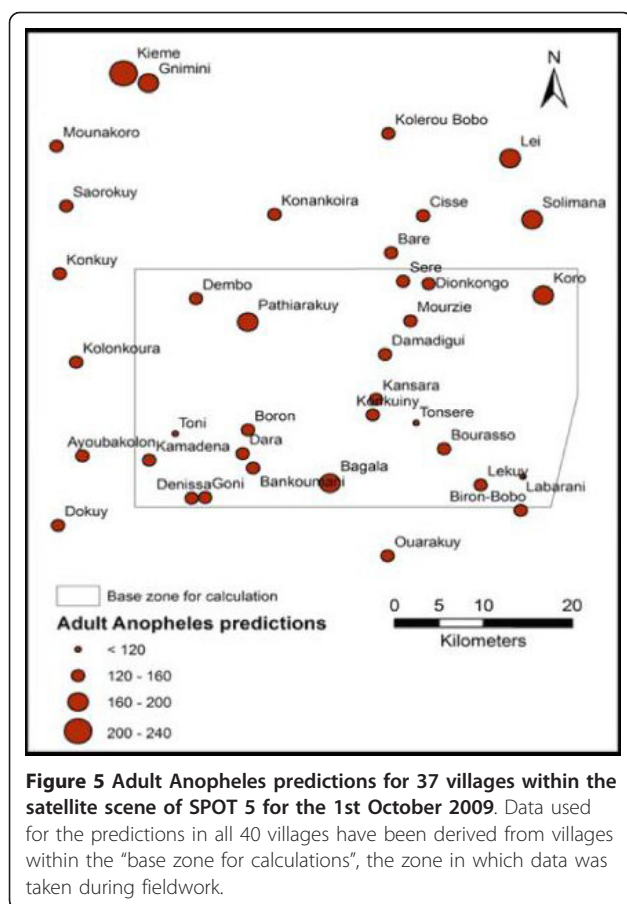 Kieme
Gnimini
N
Mounakoro
Kolerou Bobo
Lei
Saorokuy
Konankoira
Cisse
Solimana
Bare
Konkuy
Sere
Dionkongo
Koro
Dembo
Pathiarakuy
Mourzie
Damadigui
Kolonkoura
Kansara
Konkuiny
Tonsere
Toni
Boron
Bourasso
Ayoubakolon
Kamadena
Dara
Bagala
Lekuy
Denissa
Goni
Bankoumani
Labarani
Biron-Bobo
Dokuy
Ouarakuy
Base zone for calculation
0 5 10 20
Kilometers
Adult Anopheles predictions
< 120
120 - 160
160 - 200
200 - 240
Figure 5 Adult Anopheles predictions for 37 villages within the
satellite scene of SPOT 5 for the 1st October 2009. Data used
for the predictions in all 40 villages have been derived from villages
within the “base zone for calculations”, the zone in which data was
taken during fieldwork.